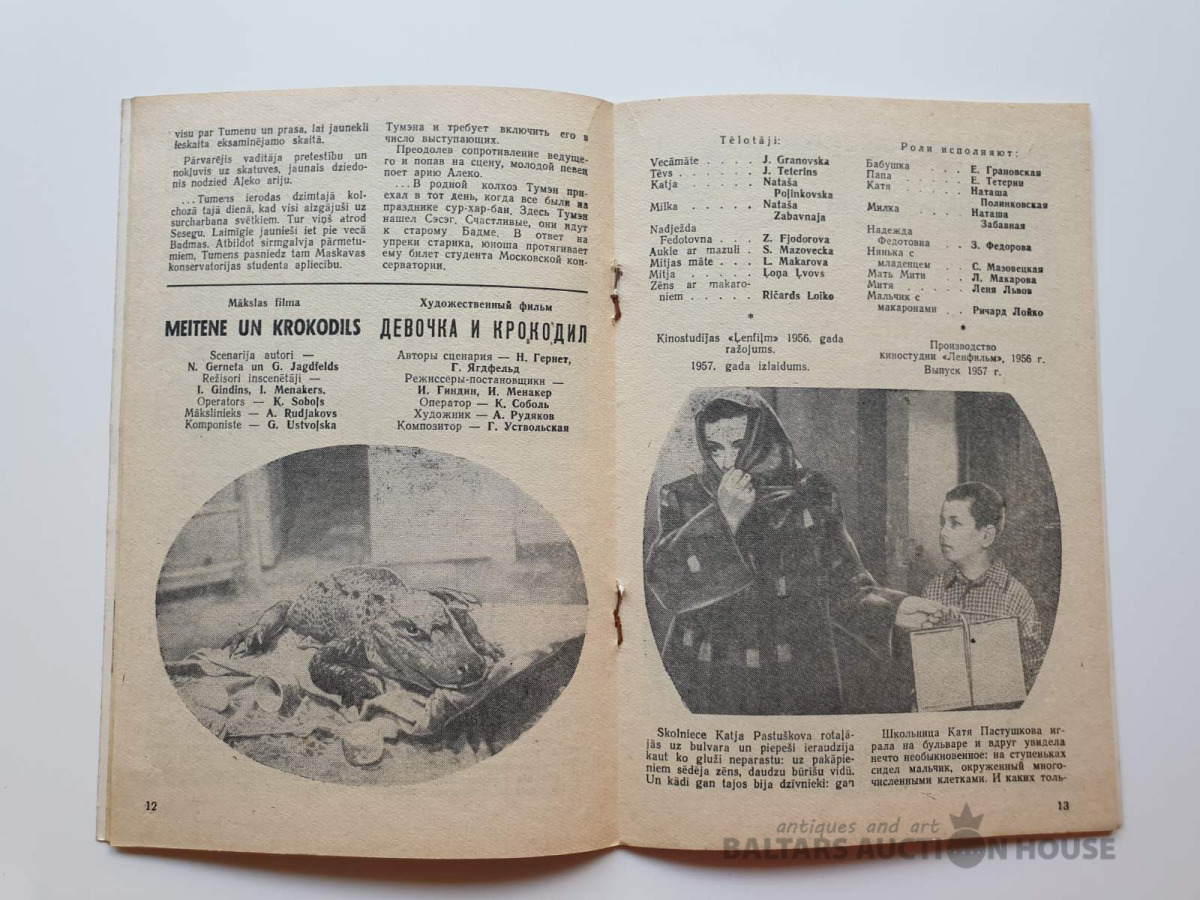 visu par Tumenu un prasa, lai jaunekli
ieskaita eksaminējamo skaitā.
Pārvarējis vadītāja pretestību un
nokļuvis uz skatuves, jaunais dziedo-
nis nodzied Aļeko ariju.
...Tumens ierodas dzimtajā kol-
chozā tajā dienā, kad visi aizgājuši uz
surcharbana svētkiem. Tur viņš atrod
Sesegu. Laimīgie jaunieši iet pie vecā
Badmas. Atbildot sirmgalvja pārmetu-
miem, Tumens pasniedz tam Maskavas
konservatorijas studenta apliecību.
Тумэна и требует включить его в
число выступающих.
Преодолев сопротивление ведуще-
го и попав на сцену, молодой певец
поет арию Алеко.
...В родной колхоз Тумэн при-
ехал в тот день, когда все были на
празднике сур-хар-бан. Здесь Тумэн
нашел Сэсэг. Счастливые, они идут
к старому Бадме. В ответ на
упреки старика, юноша протягивает
ему билет студента Московской кон-
серватории.
Mākslas filma
MEITENE UN KROKODILS
Scenarija autori —
N. Gerneta un G. Jagdfelds
Režisori inscenētāji —
I. Gindins, I. Menakers.
Operators — K. Soboļs
Mākslinieks — A. Rudjakovs
Komponiste — G. Ustvoļska
Художественный фильм
ДЕВОЧКА И КРОКОДИЛ
Авторы сценария — Н. Гернет,
Г. Ягдфельд
Режиссеры-постановщики —
И. Гиндин, И. Менакер
Оператор — К. Соболь
Художник — А. Рудяков
Композитор — Г. Уствольская
12
Tēlotāji:
Vecāmāte . . . . J. Granovska
Tēvs . . . . . . J. Teterins
Katja . . . . . Nataša
Poļinkovska
Milka . . . . . Nataša
Zabavnaja
Nadježda
Fedotovna . . . Z. Fjodorova
Aukle ar mazuli . S. Mazovecka
Mitjas māte . . . L. Makarova
Mitja . . . . . Ļoņa Ļvovs
Zēns ar makaro-
niem . . . . . Ričards Loiko
*
Kinostudijas «Ļenfiļm» 1956. gada
ražojums.
1957. gada izlaidums.
Роли исполняют:
Бабушка . . . Е. Грановская
Папа . . . . Е. Тетерин
Катя . . . . Наташа
Полинковская
Милка . . . . Наташа
Забавная
Надежда
Федотовна . . З. Федорова
Нянька с
младенцем . . С. Мазовецкая
Мать Мити . . Л. Макарова
Митя . . . . Леня Львов
Мальчик с
макаронами . . Ричард Лойко
*
Производство
киностудии «Ленфильм», 1956 г.
Выпуск 1957 г.
Skolniece Katja Pastuškova rotaļā-
jās uz bulvara un piepeši ieraudzīja
kaut ko gluži neparastu: uz pakāpie-
niem sēdēja zēns, daudzu būrīšu vidū.
Un kādi gan tajos bija dzīvnieki: gan
Школьница Катя Пастушкова иг-
рала на бульваре и вдруг увидела
нечто необыкновенное: на ступеньках
сидел мальчик, окруженный много-
численными клетками. И каких толь-
13
antiques and art
BALTARS AUCTION HOUSE